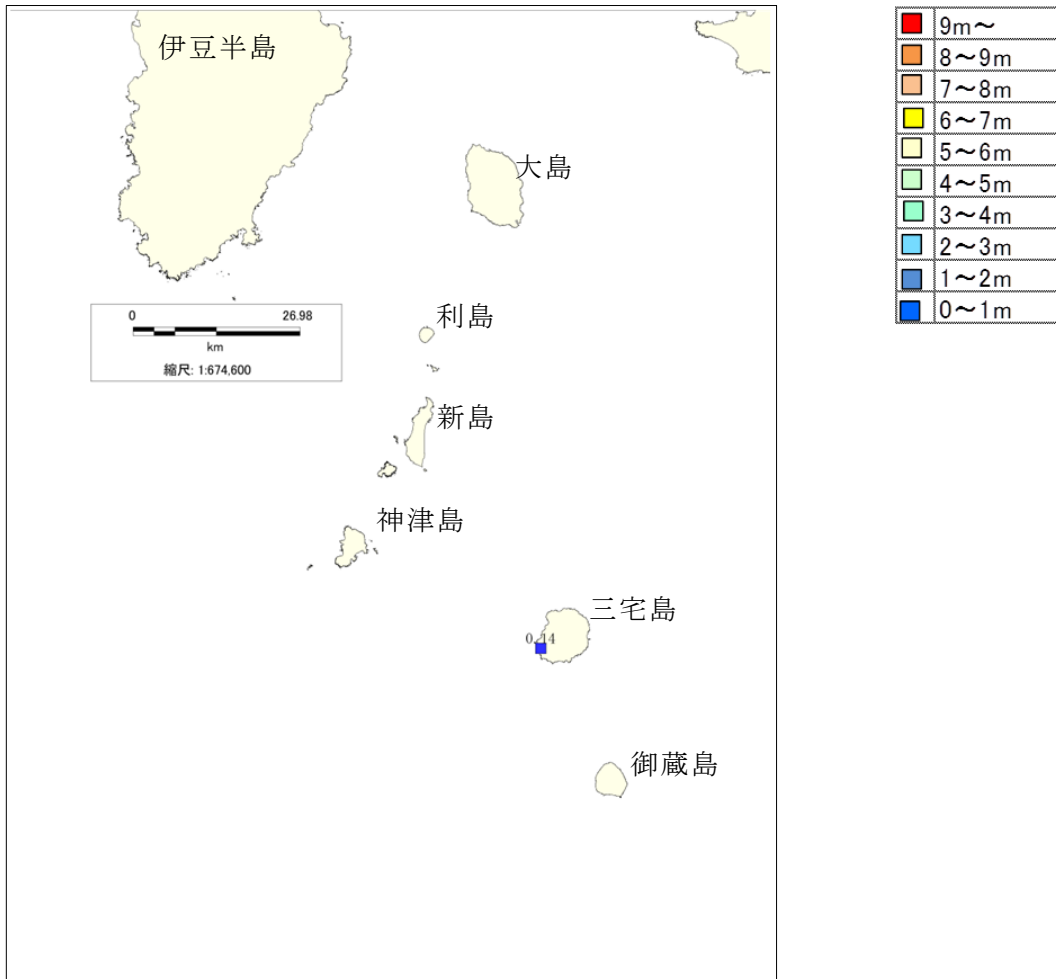 伊豆半島
大島
0 26.98
km
縮尺: 1:674,600
利島
新島
神津島
三宅島
0.14
御蔵島
9m～
8～9m
7～8m
6～7m
5～6m
4～5m
3～4m
2～3m
1～2m
0～1m